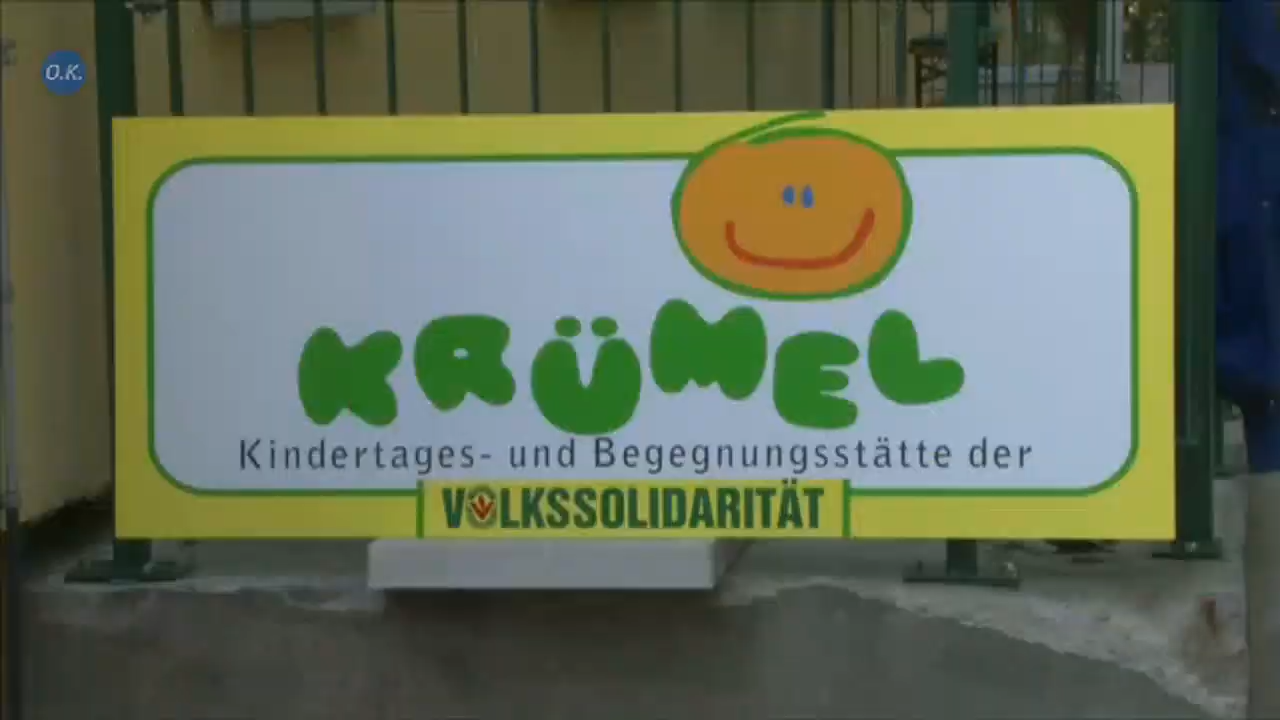 O.K.
KRÜMEL
Kindertages- und Begegnungsstätte der
VOLKSSOLIDARITÄT